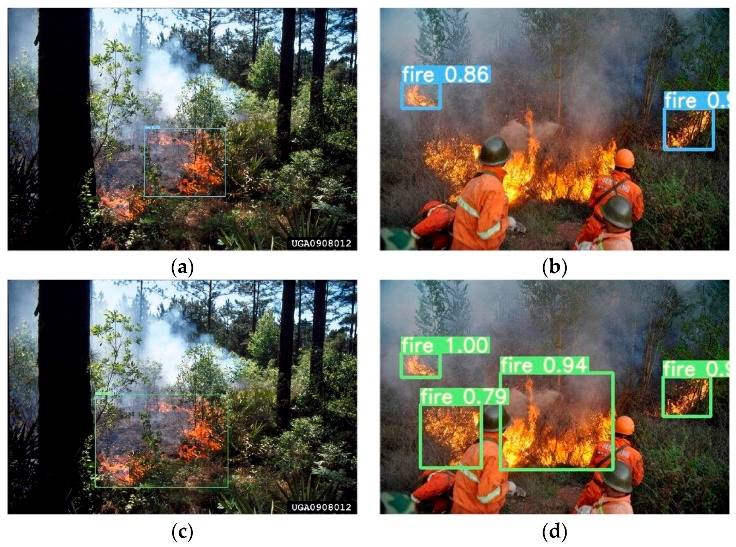 fire 0.86
fire 0.9
UGA0908012
(a)
(b)
fire 1.00
fire 0.94
fire 0.79
fire 0.9
UGA0908012
(c)
(d)